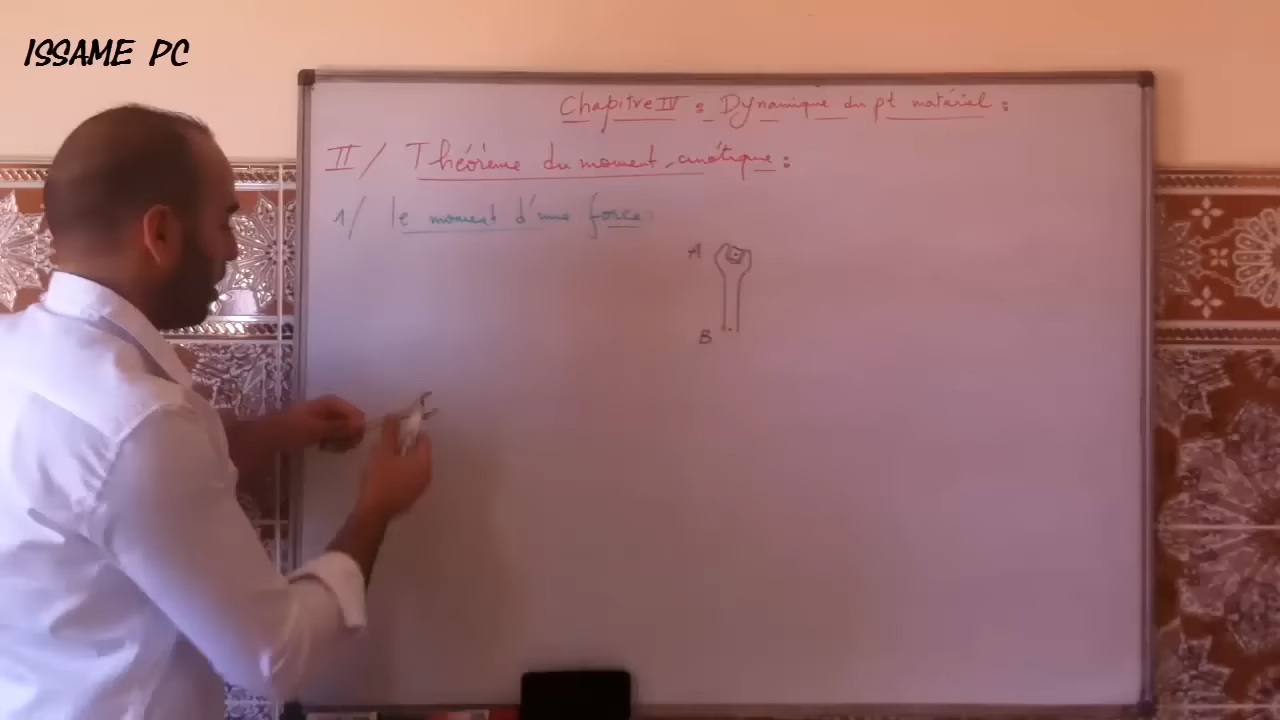 ISSAME PC
Chapitre IV : Dynamique du pt matériel :
II/ Théorème du moment cinétique :
1/ le moment d'une force :
A
B